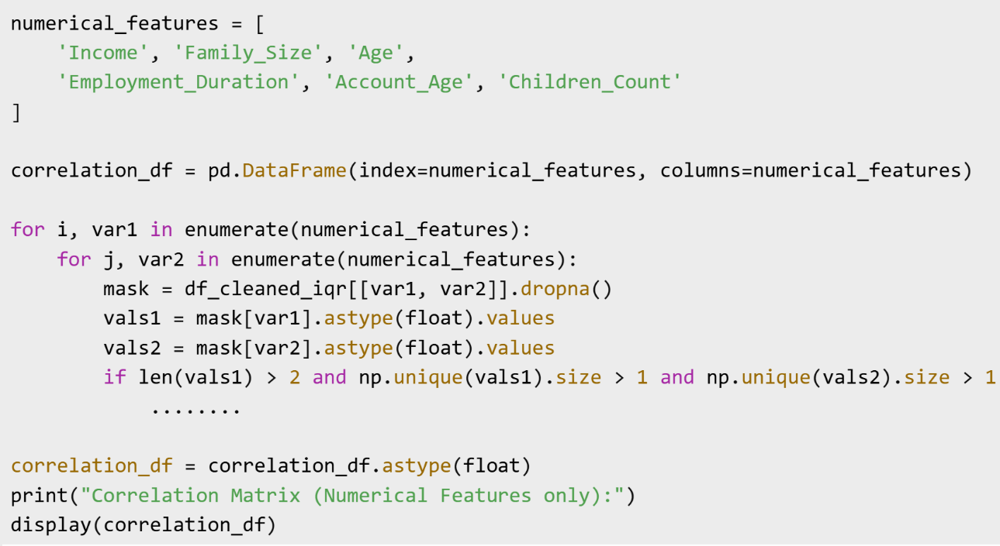 numerical_features = [
    'Income', 'Family_Size', 'Age',
    'Employment_Duration', 'Account_Age', 'Children_Count'
]

correlation_df = pd.DataFrame(index=numerical_features, columns=numerical_features)

for i, var1 in enumerate(numerical_features):
    for j, var2 in enumerate(numerical_features):
        mask = df_cleaned_iqr[[var1, var2]].dropna()
        vals1 = mask[var1].astype(float).values
        vals2 = mask[var2].astype(float).values
        if len(vals1) > 2 and np.unique(vals1).size > 1 and np.unique(vals2).size > 1
            ........

correlation_df = correlation_df.astype(float)
print("Correlation Matrix (Numerical Features only):")
display(correlation_df)